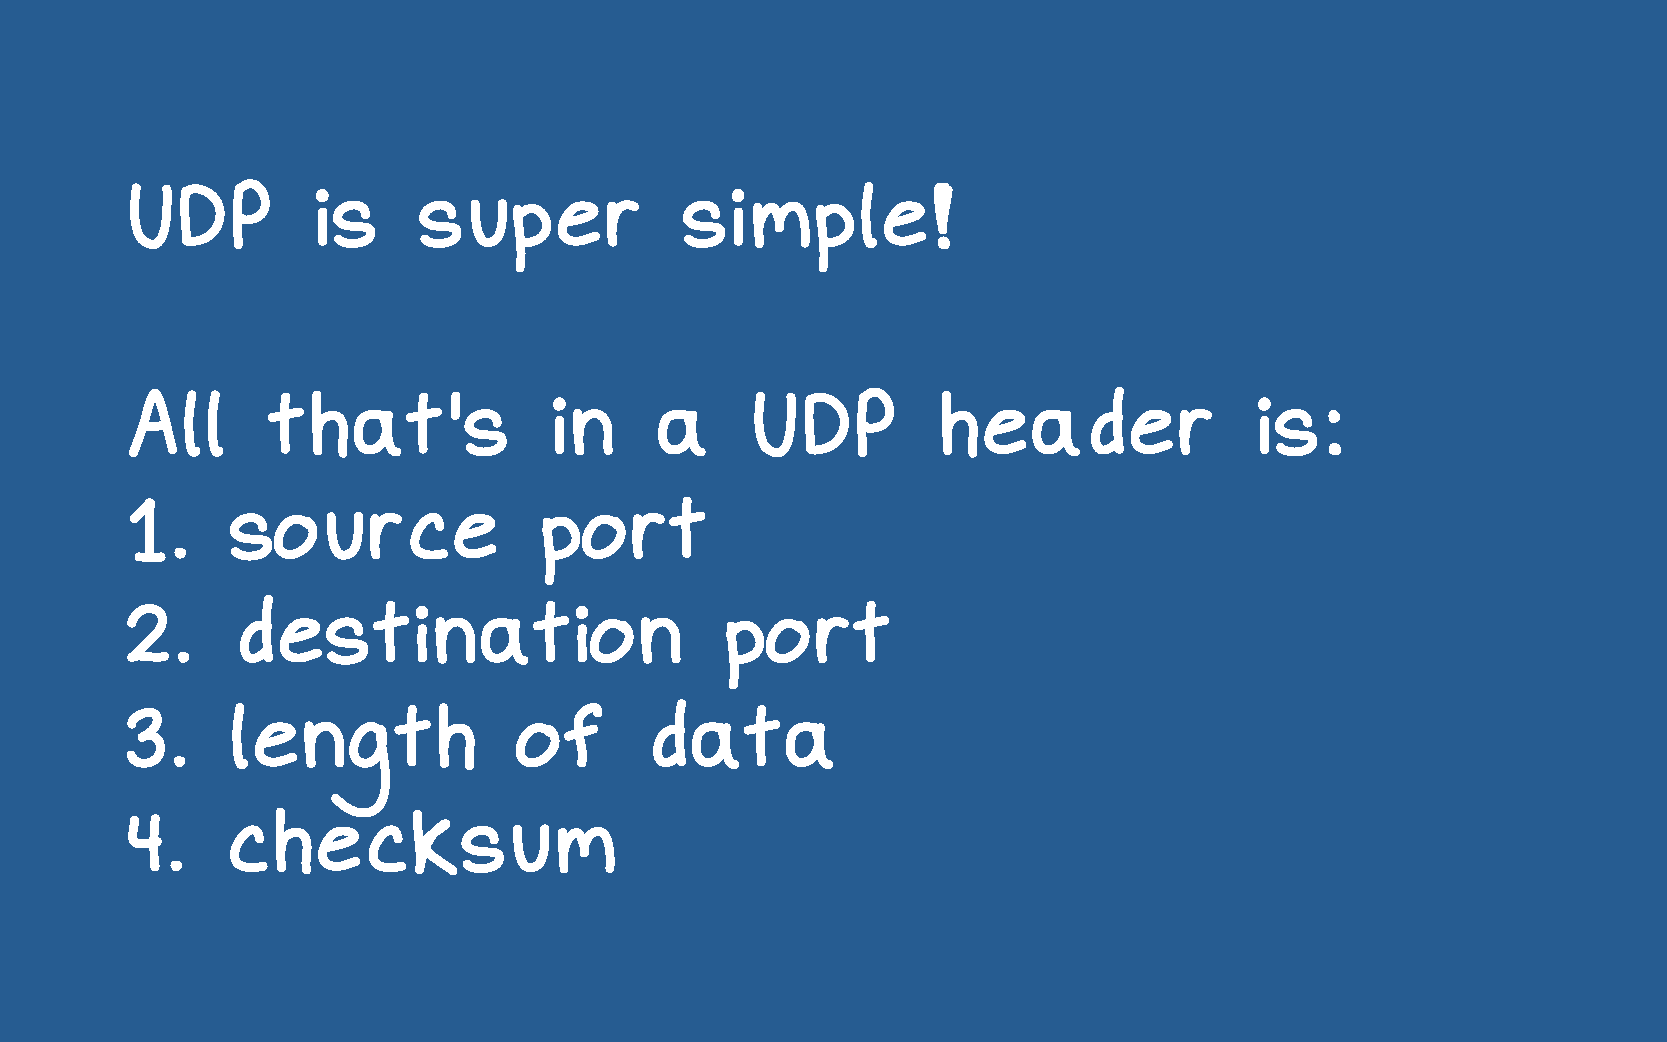 UDP is super simple!
All that's in a UDP header is:
1. source port
2. destination port
3. length of data
4. checksum